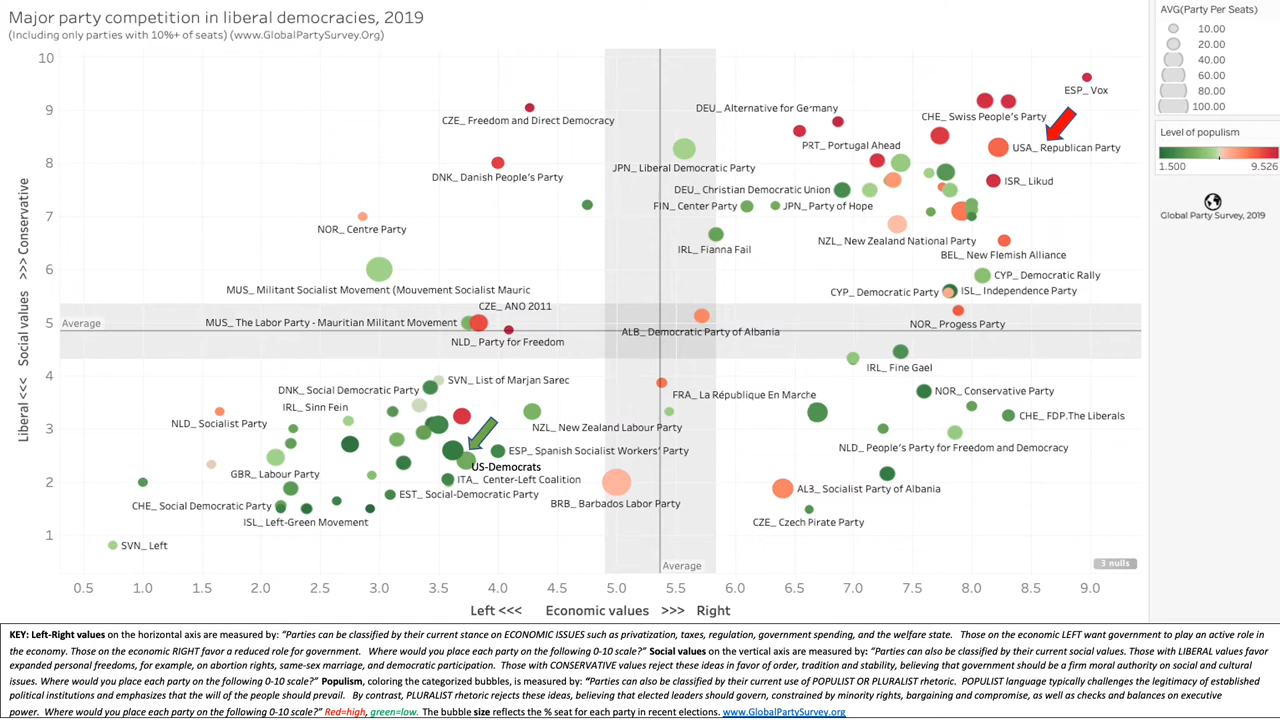 Major party competition in liberal democracies, 2019
(Including only parties with 10%+ of seats) (www.GlobalPartySurvey.Org)
AVG(Party Per Seats)
10.00
20.00
40.00
60.00
80.00
100.00
Level of populism
1.500 9.526
Global Party Survey, 2019
Liberal <<< Social values >>> Conservative
10
9
8
7
6
5
4
3
2
1
ESP_ Vox
DEU_ Alternative for Germany
CZE_ Freedom and Direct Democracy
CHE_ Swiss People's Party
PRT_ Portugal Ahead
USA_ Republican Party
JPN_ Liberal Democratic Party
DNK_ Danish People's Party
ISR_ Likud
DEU_ Christian Democratic Union
FIN_ Center Party
JPN_ Party of Hope
NOR_ Centre Party
NZL_ New Zealand National Party
IRL_ Fianna Fail
BEL_ New Flemish Alliance
CYP_ Democratic Rally
MUS_ Militant Socialist Movement (Mouvement Socialist Mauric
CYP_ Democratic Party
ISL_ Independence Party
CZE_ ANO 2011
Average
MUS_ The Labor Party - Mauritian Militant Movement
NOR_ Progess Party
ALB_ Democratic Party of Albania
NLD_ Party for Freedom
IRL_ Fine Gael
SVN_ List of Marjan Sarec
DNK_ Social Democratic Party
NOR_ Conservative Party
FRA_ La République En Marche
IRL_ Sinn Fein
CHE_ FDP.The Liberals
NLD_ Socialist Party
NZL_ New Zealand Labour Party
NLD_ People's Party for Freedom and Democracy
ESP_ Spanish Socialist Workers' Party
US-Democrats
GBR_ Labour Party
ITA_ Center-Left Coalition
AL3_ Socialist Party of Albania
EST_ Social-Democratic Party
BRB_ Barbados Labor Party
CHE_ Social Democratic Party
ISL_ Left-Green Movement
CZE_ Czech Pirate Party
SVN_ Left
Average
3 nulls
0.5 1.0 1.5 2.0 2.5 3.0 3.5 4.0 4.5 5.0 5.5 6.0 6.5 7.0 7.5 8.0 8.5 9.0
Left <<< Economic values >>> Right
KEY: Left-Right values on the horizontal axis are measured by: "Parties can be classified by their current stance on ECONOMIC ISSUES such as privatization, taxes, regulation, government spending, and the welfare state. Those on the economic LEFT want government to play an active role in
the economy. Those on the economic RIGHT favor a reduced role for government. Where would you place each party on the following 0-10 scale?" Social values on the vertical axis are measured by: "Parties can also be classified by their current social values. Those with LIBERAL values favor
expanded personal freedoms, for example, on abortion rights, same-sex marriage, and democratic participation. Those with CONSERVATIVE values reject these ideas in favor of order, tradition and stability, believing that government should be a firm moral authority on social and cultural
issues. Where would you place each party on the following 0-10 scale?" Populism, coloring the categorized bubbles, is measured by: "Parties can also be classified by their current use of POPULIST OR PLURALIST rhetoric. POPULIST language typically challenges the legitimacy of established
political institutions and emphasizes that the will of the people should prevail. By contrast, PLURALIST rhetoric rejects these ideas, believing that elected leaders should govern, constrained by minority rights, bargaining and compromise, as well as checks and balances on executive
power. Where would you place each party on the following 0-10 scale?" Red=high, green=low. The bubble size reflects the % seat for each party in recent elections. www.GlobalPartySurvey.org